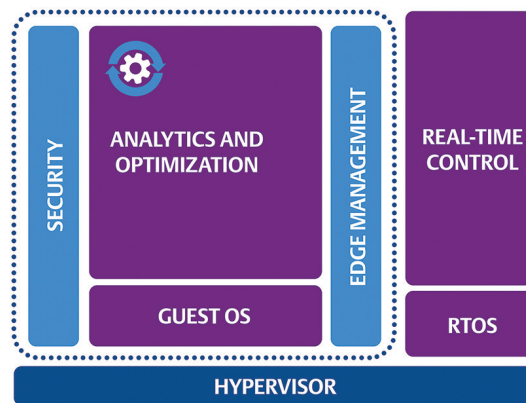 SECURITY
ANALYTICS AND
OPTIMIZATION
GUEST OS
EDGE MANAGEMENT
REAL-TIME
CONTROL
RTOS
HYPERVISOR